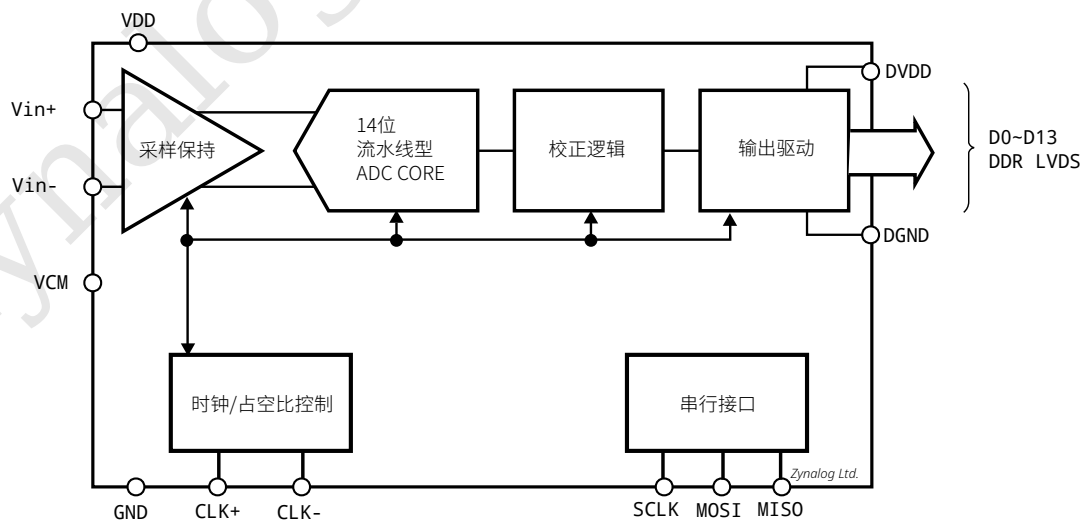 VDD
DVDD
Vin+
采样保持
14位
流水线型
ADC CORE
校正逻辑
输出驱动
D0~D13
DDR LVDS
Vin-
DGND
VCM
时钟/占空比控制
串行接口
Zynalog Ltd.
GND
CLK+
CLK-
SCLK
MOSI
MISO